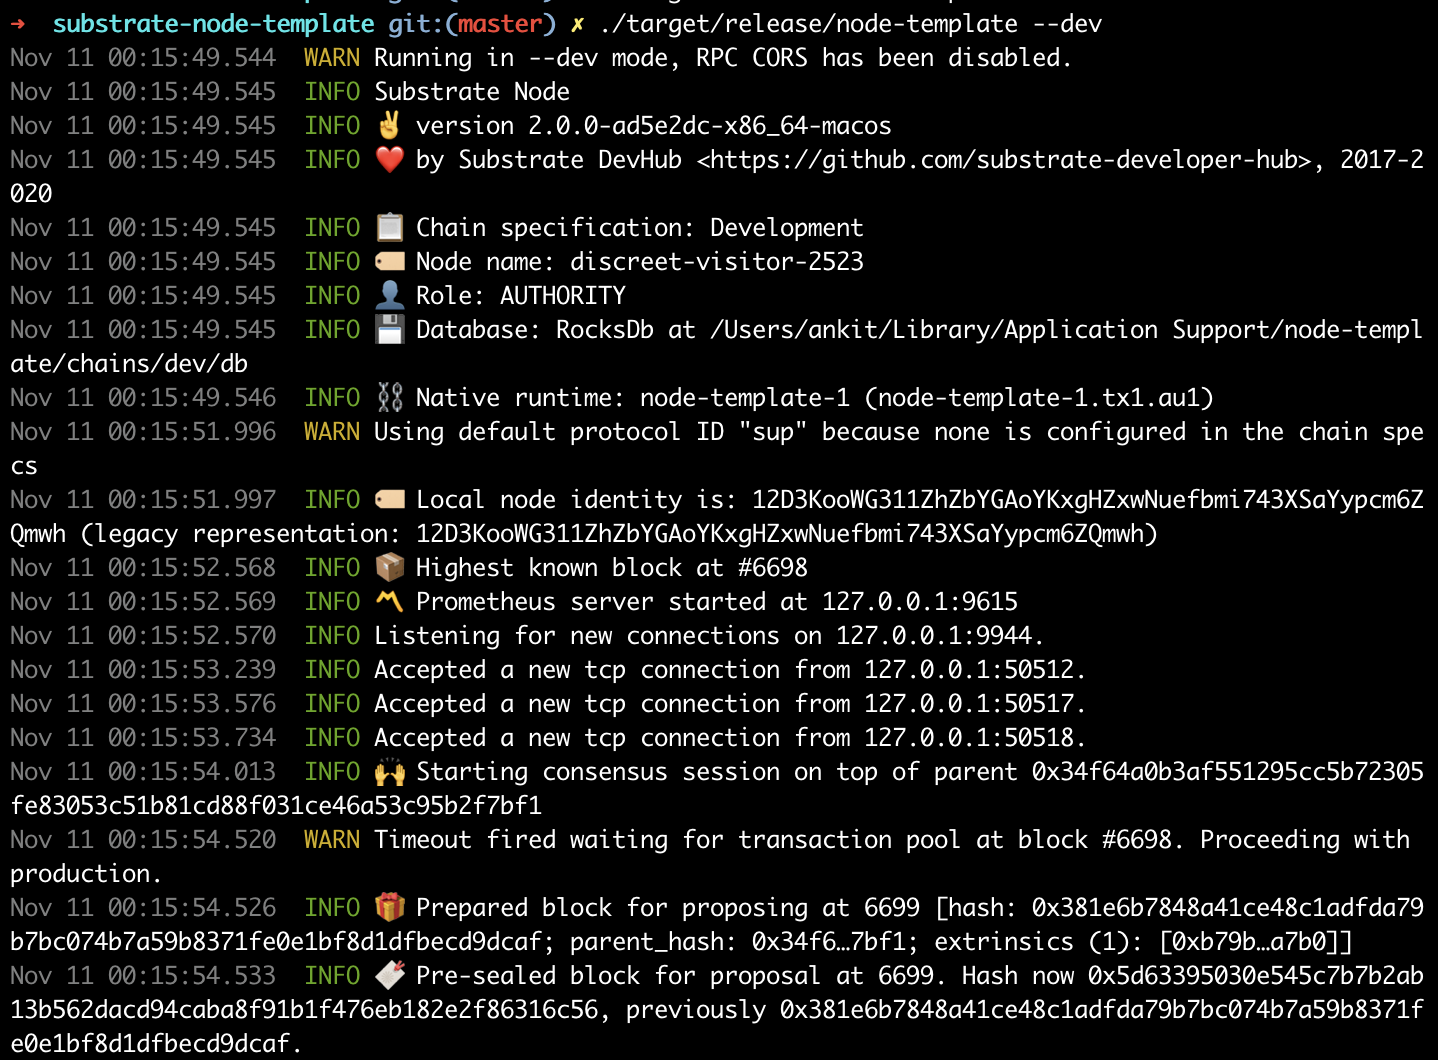 ➜  substrate-node-template git:(master) ✗ ./target/release/node-template --dev
Nov 11 00:15:49.544  WARN Running in --dev mode, RPC CORS has been disabled.
Nov 11 00:15:49.545  INFO Substrate Node
Nov 11 00:15:49.545  INFO ✌️ version 2.0.0-ad5e2dc-x86_64-macos
Nov 11 00:15:49.545  INFO ❤️ by Substrate DevHub <https://github.com/substrate-developer-hub>, 2017-2
020
Nov 11 00:15:49.545  INFO 📋 Chain specification: Development
Nov 11 00:15:49.545  INFO 🏷 Node name: discreet-visitor-2523
Nov 11 00:15:49.545  INFO 👤 Role: AUTHORITY
Nov 11 00:15:49.545  INFO 💾 Database: RocksDb at /Users/ankit/Library/Application Support/node-templ
ate/chains/dev/db
Nov 11 00:15:49.546  INFO ⛓ Native runtime: node-template-1 (node-template-1.tx1.au1)
Nov 11 00:15:51.996  WARN Using default protocol ID "sup" because none is configured in the chain spe
cs
Nov 11 00:15:51.997  INFO 🏷 Local node identity is: 12D3KooWG311ZhZbYGAoYKxgHZxwNuefbmi743XSaYypcm6Z
Qmwh (legacy representation: 12D3KooWG311ZhZbYGAoYKxgHZxwNuefbmi743XSaYypcm6ZQmwh)
Nov 11 00:15:52.568  INFO 📦 Highest known block at #6698
Nov 11 00:15:52.569  INFO 〽️ Prometheus server started at 127.0.0.1:9615
Nov 11 00:15:52.570  INFO Listening for new connections on 127.0.0.1:9944.
Nov 11 00:15:53.239  INFO Accepted a new tcp connection from 127.0.0.1:50512.
Nov 11 00:15:53.576  INFO Accepted a new tcp connection from 127.0.0.1:50517.
Nov 11 00:15:53.734  INFO Accepted a new tcp connection from 127.0.0.1:50518.
Nov 11 00:15:54.013  INFO 🙌 Starting consensus session on top of parent 0x34f64a0b3af551295cc5b72305
fe83053c51b81cd88f031ce46a53c95b2f7bf1
Nov 11 00:15:54.520  WARN Timeout fired waiting for transaction pool at block #6698. Proceeding with
production.
Nov 11 00:15:54.526  INFO 🎁 Prepared block for proposing at 6699 [hash: 0x381e6b7848a41ce48c1adfda79
b7bc074b7a59b8371fe0e1bf8d1dfbecd9dcaf; parent_hash: 0x34f6…7bf1; extrinsics (1): [0xb79b…a7b0]]
Nov 11 00:15:54.533  INFO 🔖 Pre-sealed block for proposal at 6699. Hash now 0x5d63395030e545c7b7b2ab
13b562dacd94caba8f91b1f476eb182e2f86316c56, previously 0x381e6b7848a41ce48c1adfda79b7bc074b7a59b8371f
e0e1bf8d1dfbecd9dcaf.